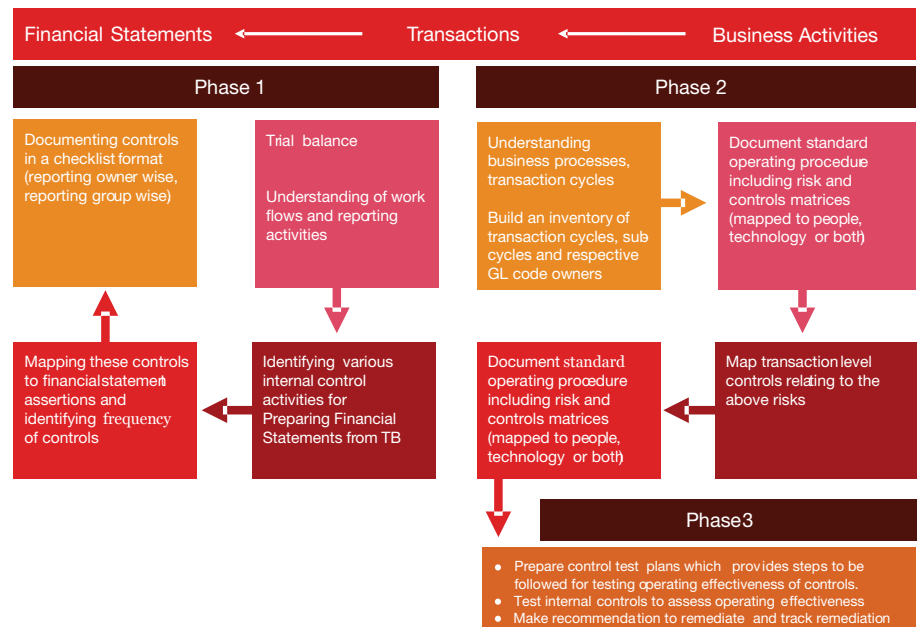 Financial Statements
Transactions
Business Activities
Phase 1
Documenting controls
in a checklist format
(reporting owner wise,
reporting group wise)
Trial balance
Understanding of work
flows and reporting
activities
Mapping these controls
to financialstatement
assertions and
identifying frequency
of controls
Identifying various
internal control
activities for
Preparing Financial
Statements from TB
Phase 2
Understanding
business processes,
transaction cycles
Build an inventory of
transaction cycles, sub
cycles and respective
GL code owners
Document standard
operating procedure
including risk and
controls matrices
(mapped to people,
technology or both)
Document standard
operating procedure
including risk and
controls matrices
(mapped to people,
technology or both)
Map transaction level
controls relating to the
above risks
Phase3
● Prepare control test plans which provides steps to be
followed for testing operating effectiveness of controls.
● Test internal controls to assess operating effectiveness
● Make recommendation to remediate and track remediation